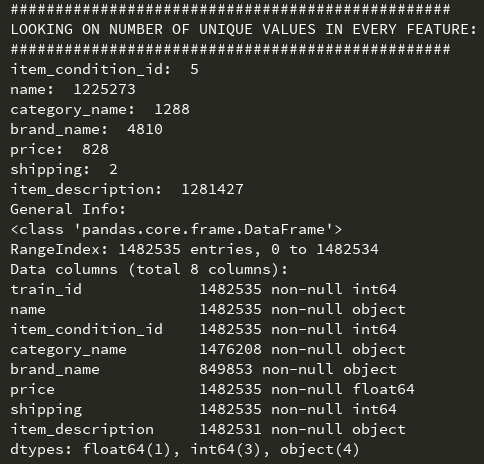 ################################################
LOOKING ON NUMBER OF UNIQUE VALUES IN EVERY FEATURE:
################################################
item_condition_id:  5
name:  1225273
category_name:  1288
brand_name:  4810
price:  828
shipping:  2
item_description:  1281427
General Info:
<class 'pandas.core.frame.DataFrame'>
RangeIndex: 1482535 entries, 0 to 1482534
Data columns (total 8 columns):
train_id             1482535 non-null int64
name                 1482535 non-null object
item_condition_id    1482535 non-null int64
category_name        1476208 non-null object
brand_name           849853 non-null object
price                1482535 non-null float64
shipping             1482535 non-null int64
item_description     1482531 non-null object
dtypes: float64(1), int64(3), object(4)